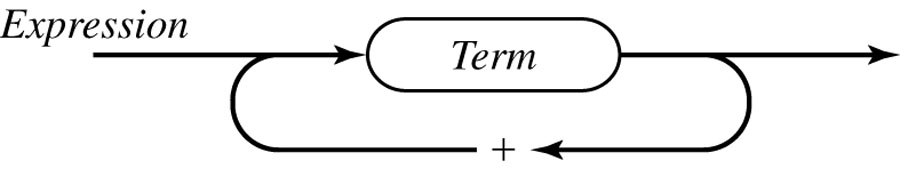 Expression
Term
+